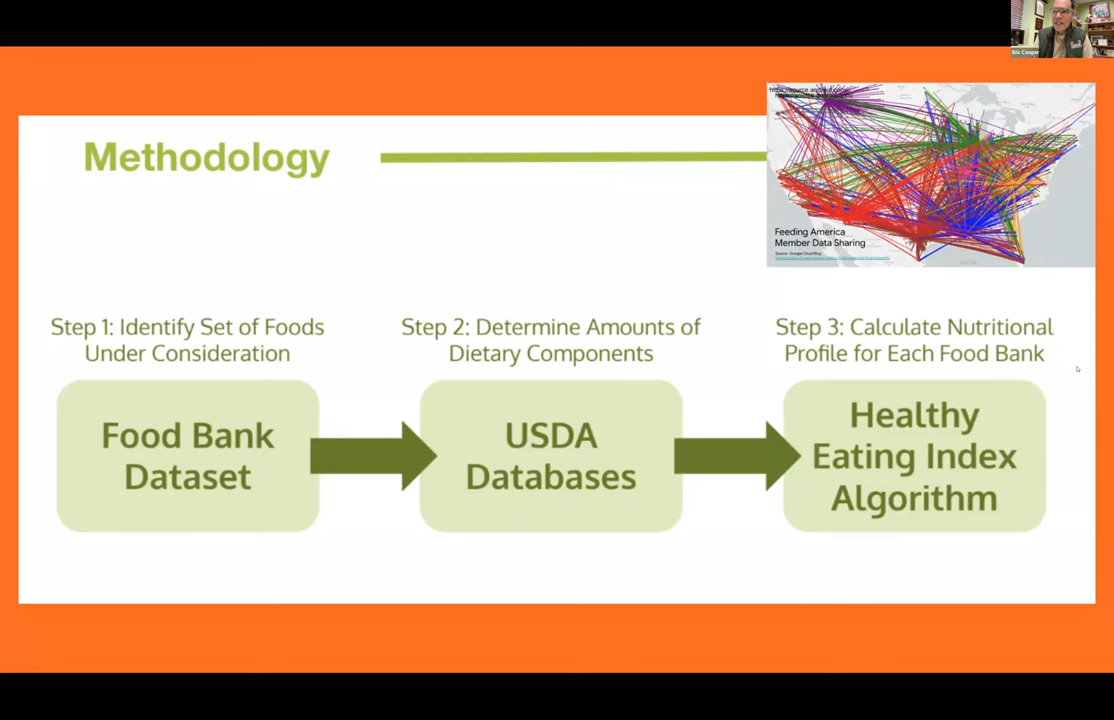 Eric Cooper
Methodology
Feeding America
Member Data Sharing
Source: Google Cloud Blog
Step 1: Identify Set of Foods
Under Consideration
Food Bank
Dataset
Step 2: Determine Amounts of
Dietary Components
USDA
Databases
Step 3: Calculate Nutritional
Profile for Each Food Bank
Healthy
Eating Index
Algorithm